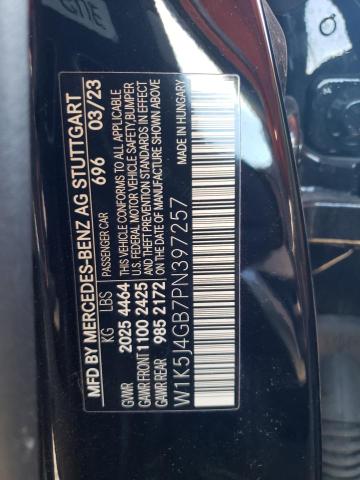 MFD BY MERCEDES-BENZ AG STUTTGART
PASSENGER CAR 696 03/23
KG LBS THIS VEHICLE CONFORMS TO ALL APPLICABLE
GVWR 2025 4464 U.S. FEDERAL MOTOR VEHICLE SAFETY, BUMPER
GAWR FRONT 1100 2425 AND THEFT PREVENTION STANDARDS IN EFFECT
GAWR REAR 985 2172 ON THE DATE OF MANUFACTURE SHOWN ABOVE
W1K5J4GB7PN397257 MADE IN HUNGARY